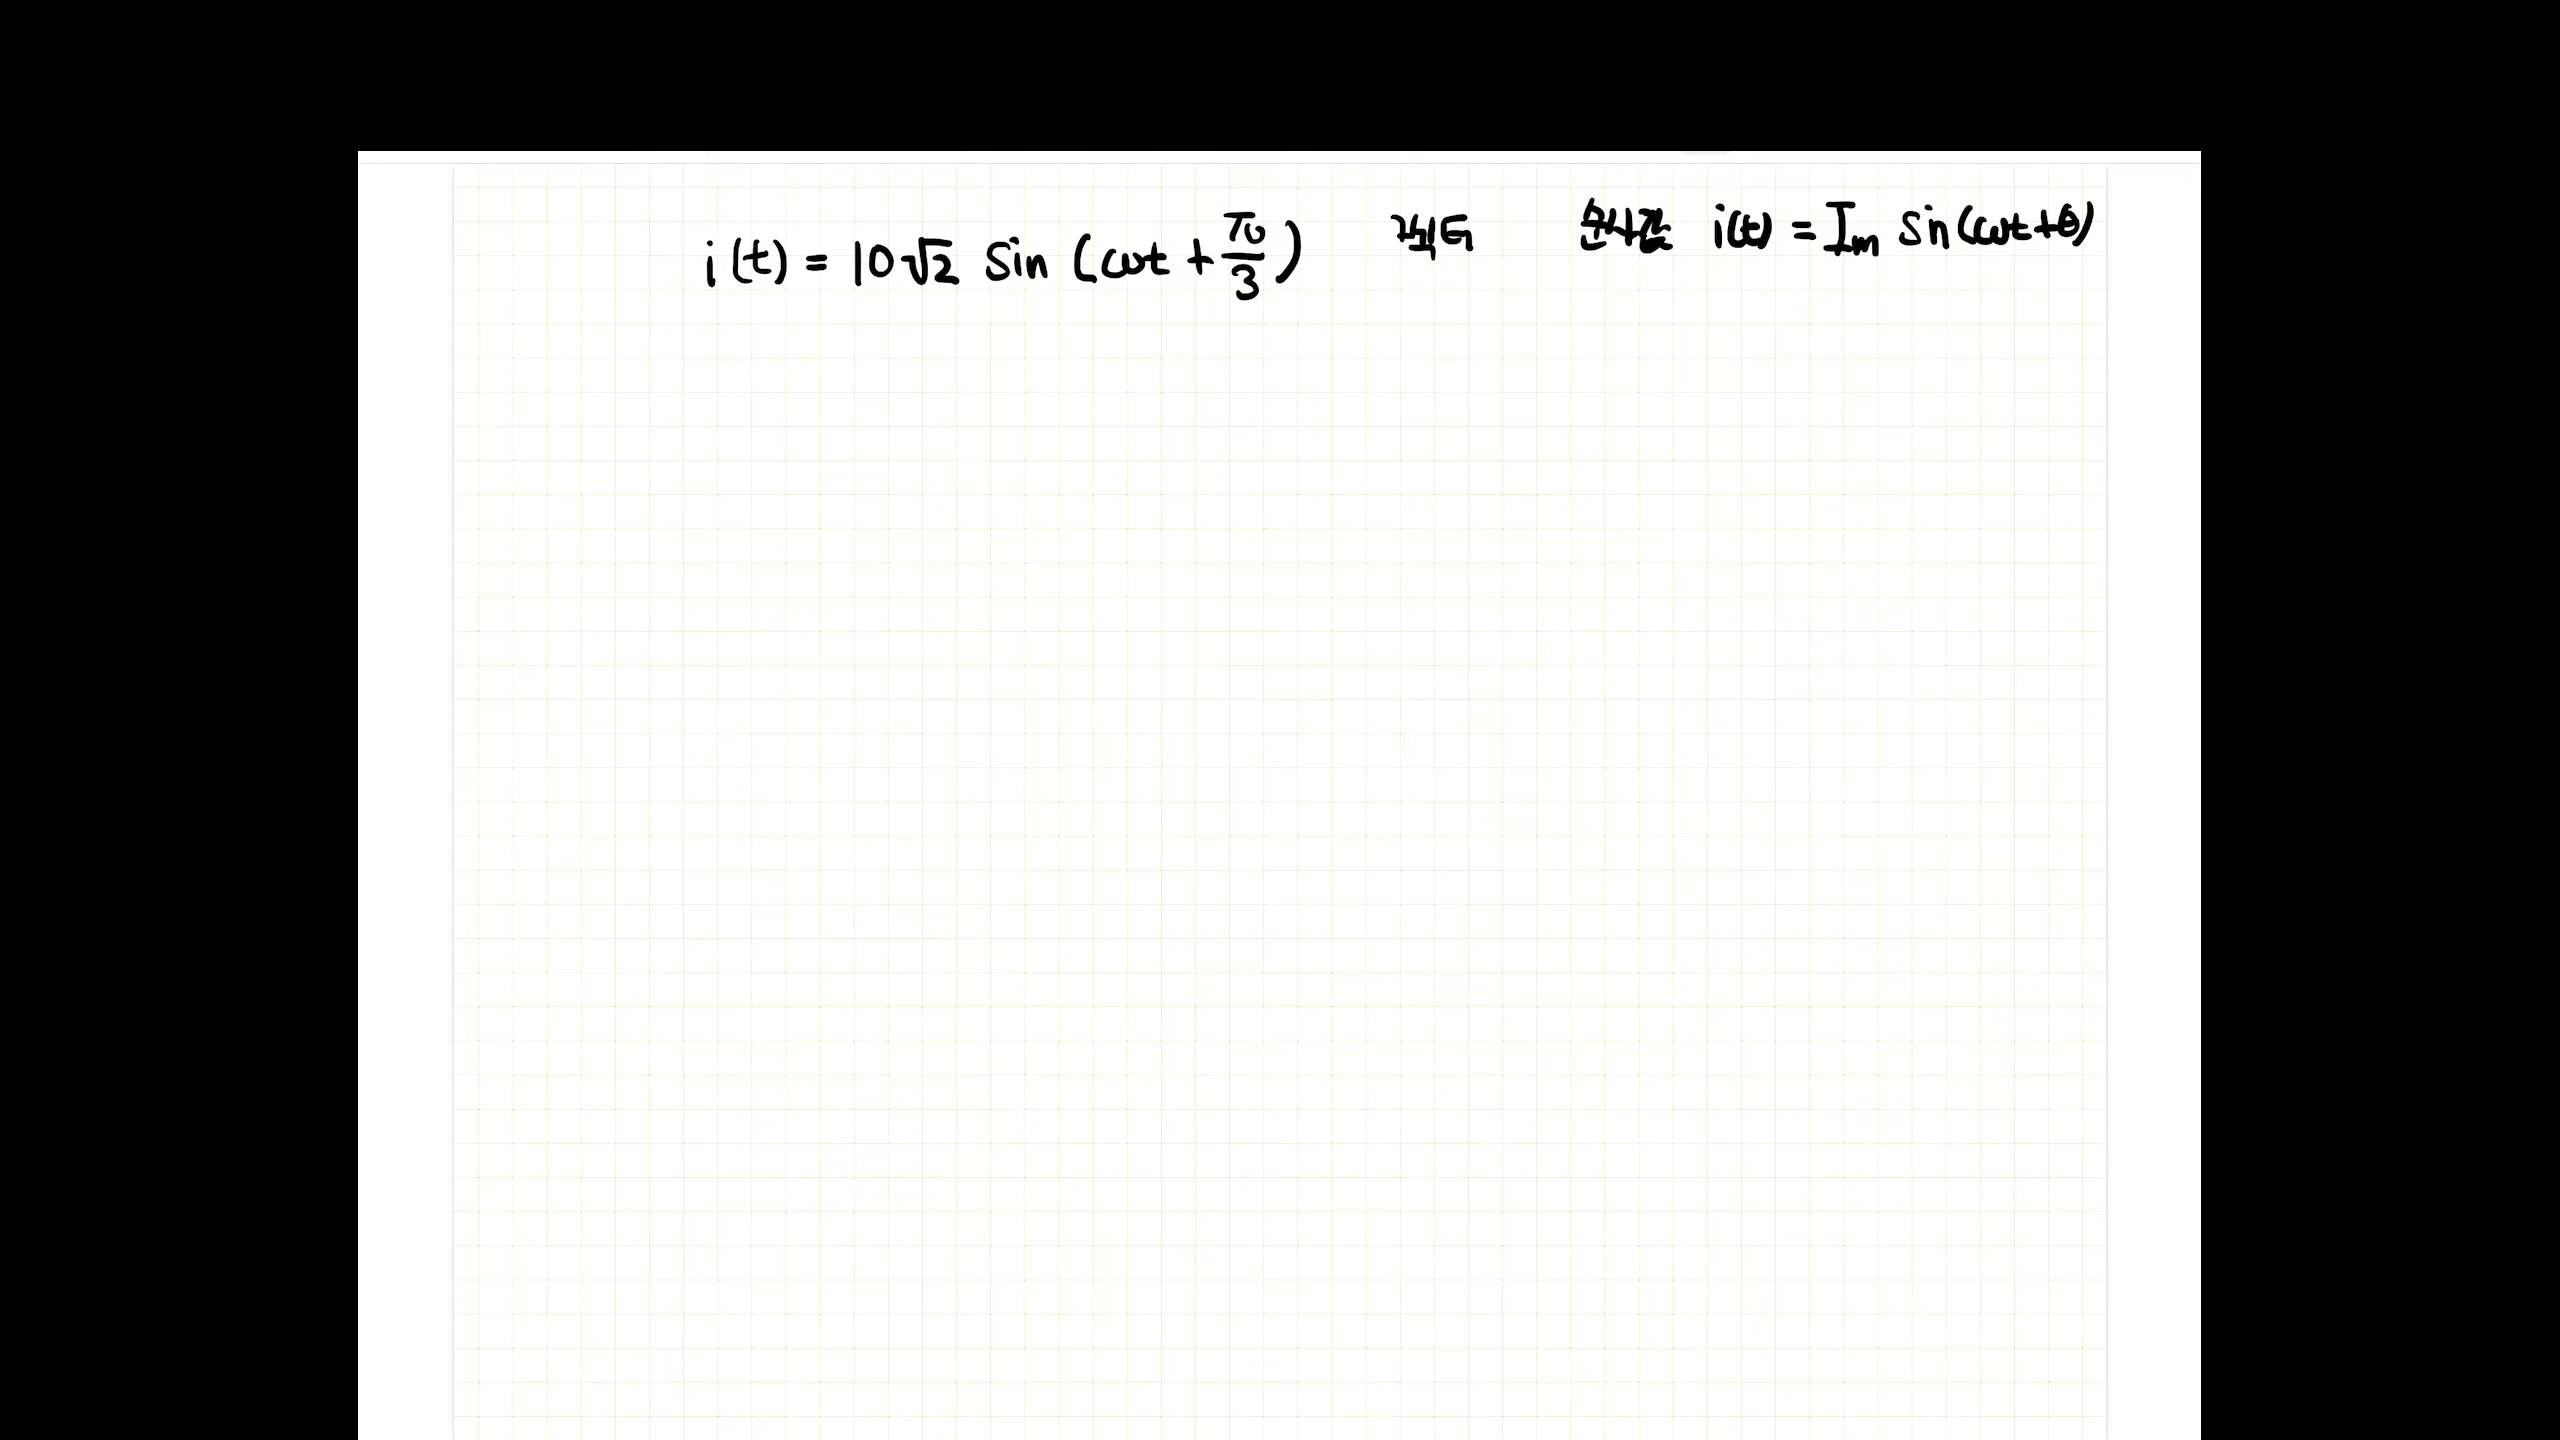 i(t) = 10√2 sin(ωt + π/3) 순시값 i(t) = Im sin(ωt+θ)